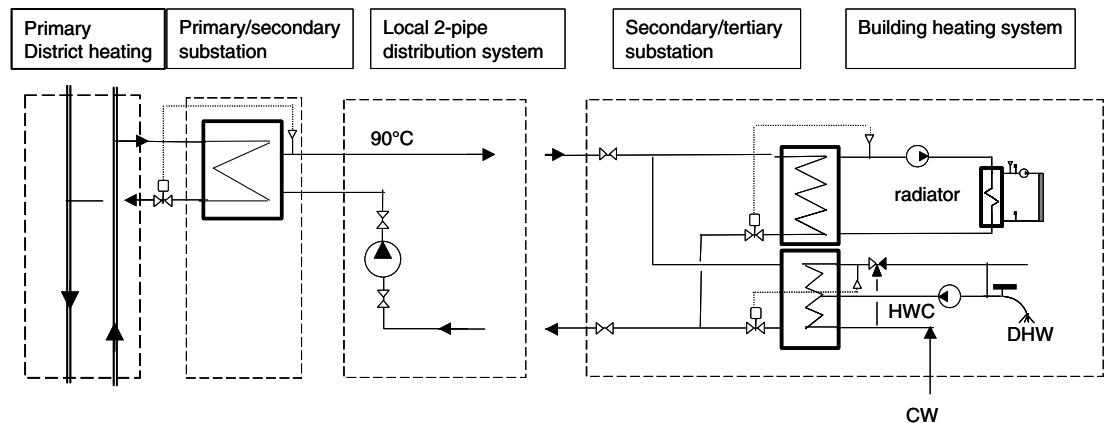 Primary
District heating
Primary/secondary
substation
Local 2-pipe
distribution system
Secondary/tertiary
substation
Building heating system
90°C
radiator
HWC
DHW
CW